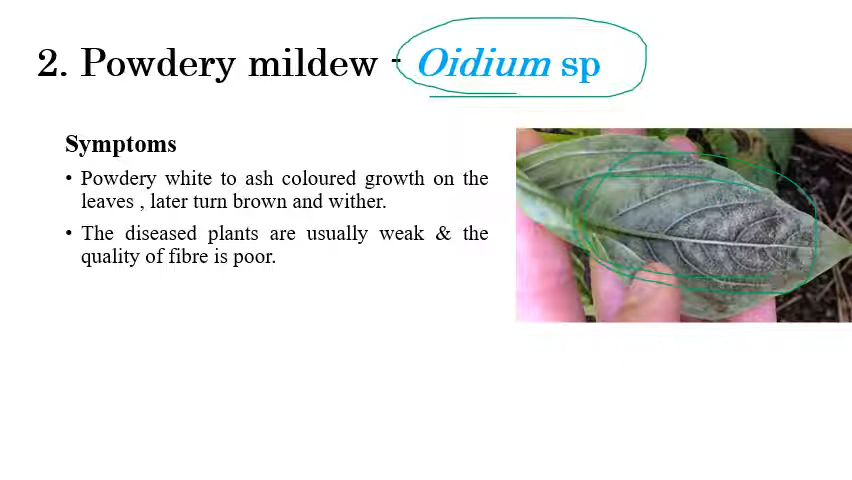 2. Powdery mildew - Oidium sp
Symptoms
• Powdery white to ash coloured growth on the
leaves , later turn brown and wither.
• The diseased plants are usually weak & the
quality of fibre is poor.